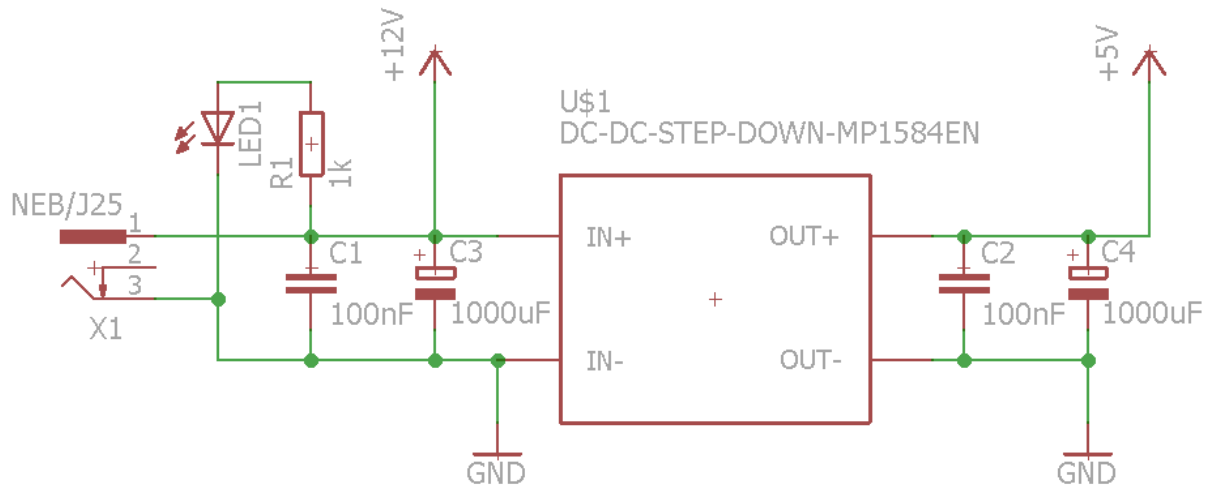 +12V
+5V
U$1
DC-DC-STEP-DOWN-MP1584EN
LED1
R1
1k
NEB/J25
1
2
3
X1
C1
100nF
C3
1000uF
IN+
OUT+
IN-
OUT-
C2
100nF
C4
1000uF
GND
GND